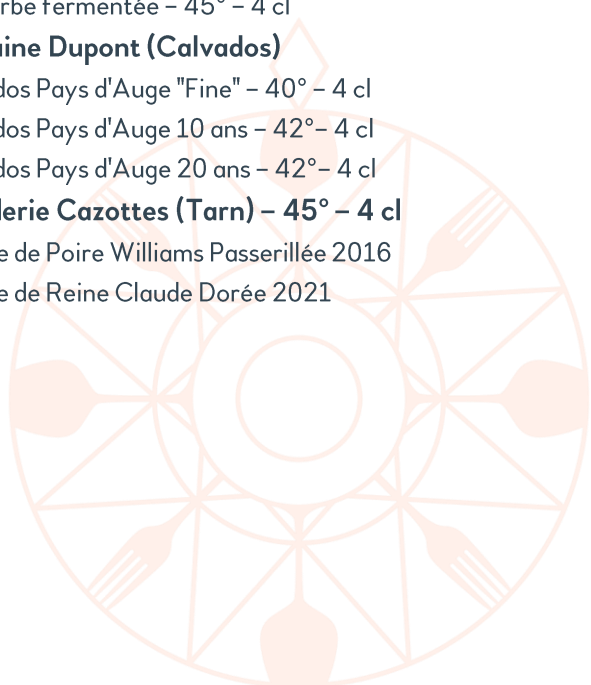 rbe fermentée – 45° – 4 cl
ine Dupont (Calvados)
dos Pays d'Auge "Fine" – 40° – 4 cl
dos Pays d'Auge 10 ans – 42°– 4 cl
dos Pays d'Auge 20 ans – 42°– 4 cl
lerie Cazottes (Tarn) – 45° – 4 cl
e de Poire Williams Passerillée 2016
e de Reine Claude Dorée 2021